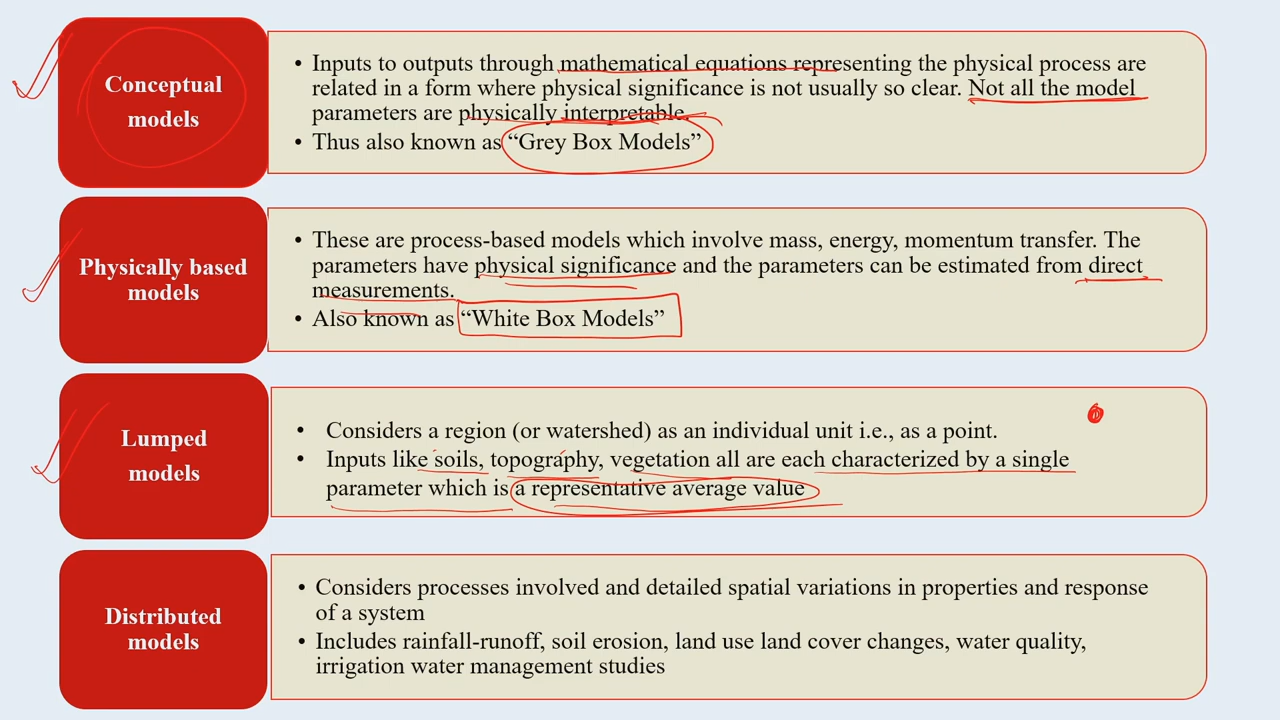 Conceptual
models
• Inputs to outputs through mathematical equations representing the physical process are
related in a form where physical significance is not usually so clear. Not all the model
parameters are physically interpretable.
• Thus also known as “Grey Box Models”
Physically based
models
• These are process-based models which involve mass, energy, momentum transfer. The
parameters have physical significance and the parameters can be estimated from direct
measurements.
• Also known as “White Box Models”
Lumped
models
• Considers a region (or watershed) as an individual unit i.e., as a point.
• Inputs like soils, topography, vegetation all are each characterized by a single
parameter which is a representative average value
Distributed
models
• Considers processes involved and detailed spatial variations in properties and response
of a system
• Includes rainfall-runoff, soil erosion, land use land cover changes, water quality,
irrigation water management studies